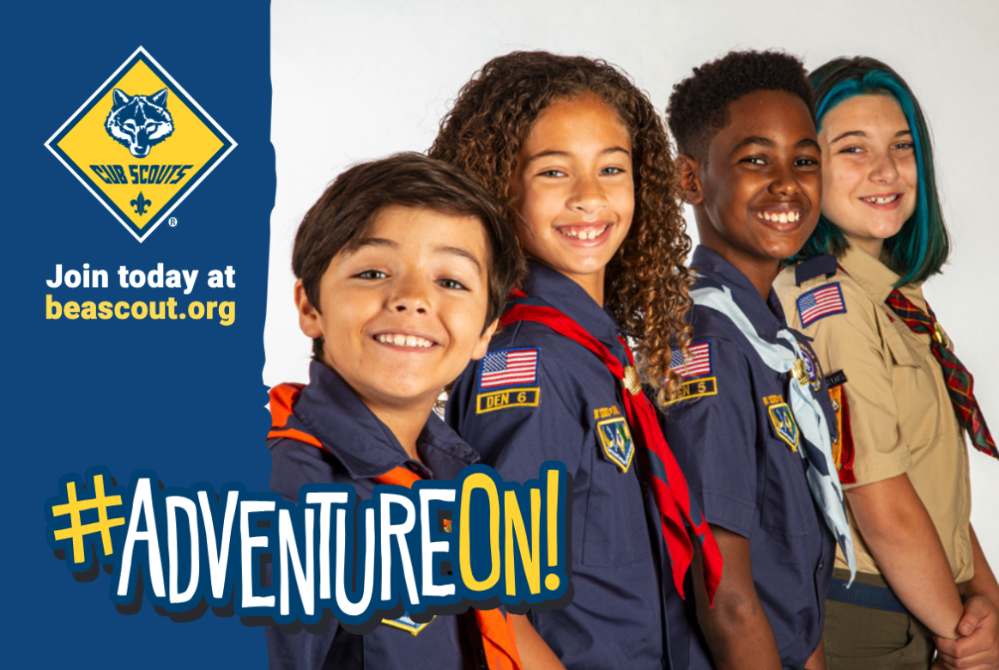 CUB SCOUTS
®
Join today at
beascout.org
DEN 6
DEN 5
#ADVENTUREON!